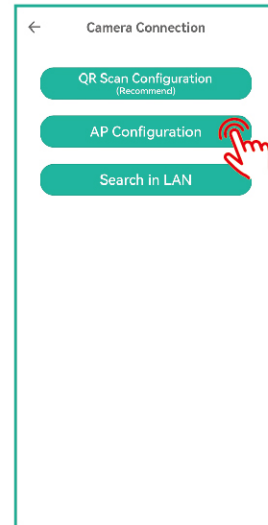 Camera Connection
QR Scan Configuration
(Recommend)
AP Configuration
Search in LAN